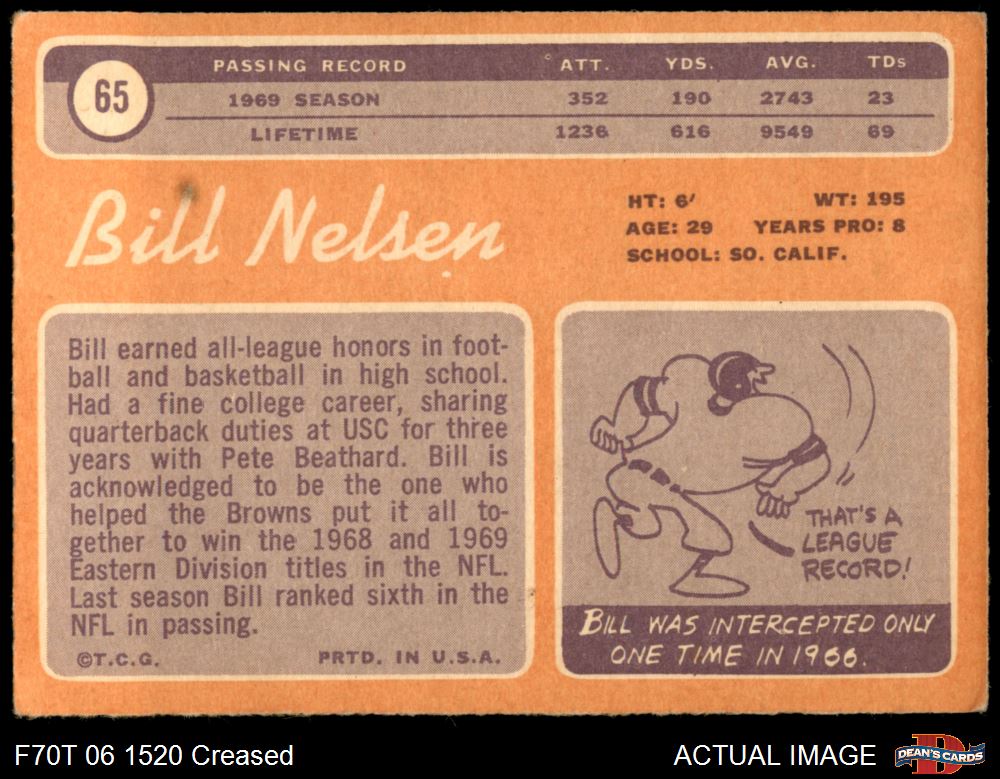 65
PASSING RECORD ATT. YDS. AVG. TDs
1969 SEASON 352 190 2743 23
LIFETIME 1236 616 9549 69
Bill Nelsen
HT: 6' WT: 195
AGE: 29 YEARS PRO: 8
SCHOOL: SO. CALIF.
Bill earned all-league honors in foot-
ball and basketball in high school.
Had a fine college career, sharing
quarterback duties at USC for three
years with Pete Beathard. Bill is
acknowledged to be the one who
helped the Browns put it all to-
gether to win the 1968 and 1969
Eastern Division titles in the NFL.
Last season Bill ranked sixth in the
NFL in passing.
©T.C.G. PRTD. IN U.S.A.
THAT'S A
LEAGUE
RECORD!
BILL WAS INTERCEPTED ONLY
ONE TIME IN 1966.
F70T 06 1520 Creased ACTUAL IMAGE
DEAN'S CARDS